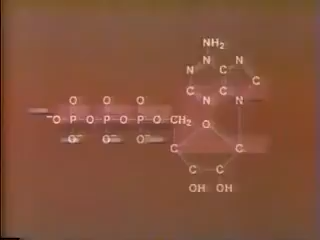 NH₂
N N N
C C
C C
N N
O O O
⁻O P O P O P O CH₂ O
O⁻ O⁻ O⁻
C C
C C
OH OH